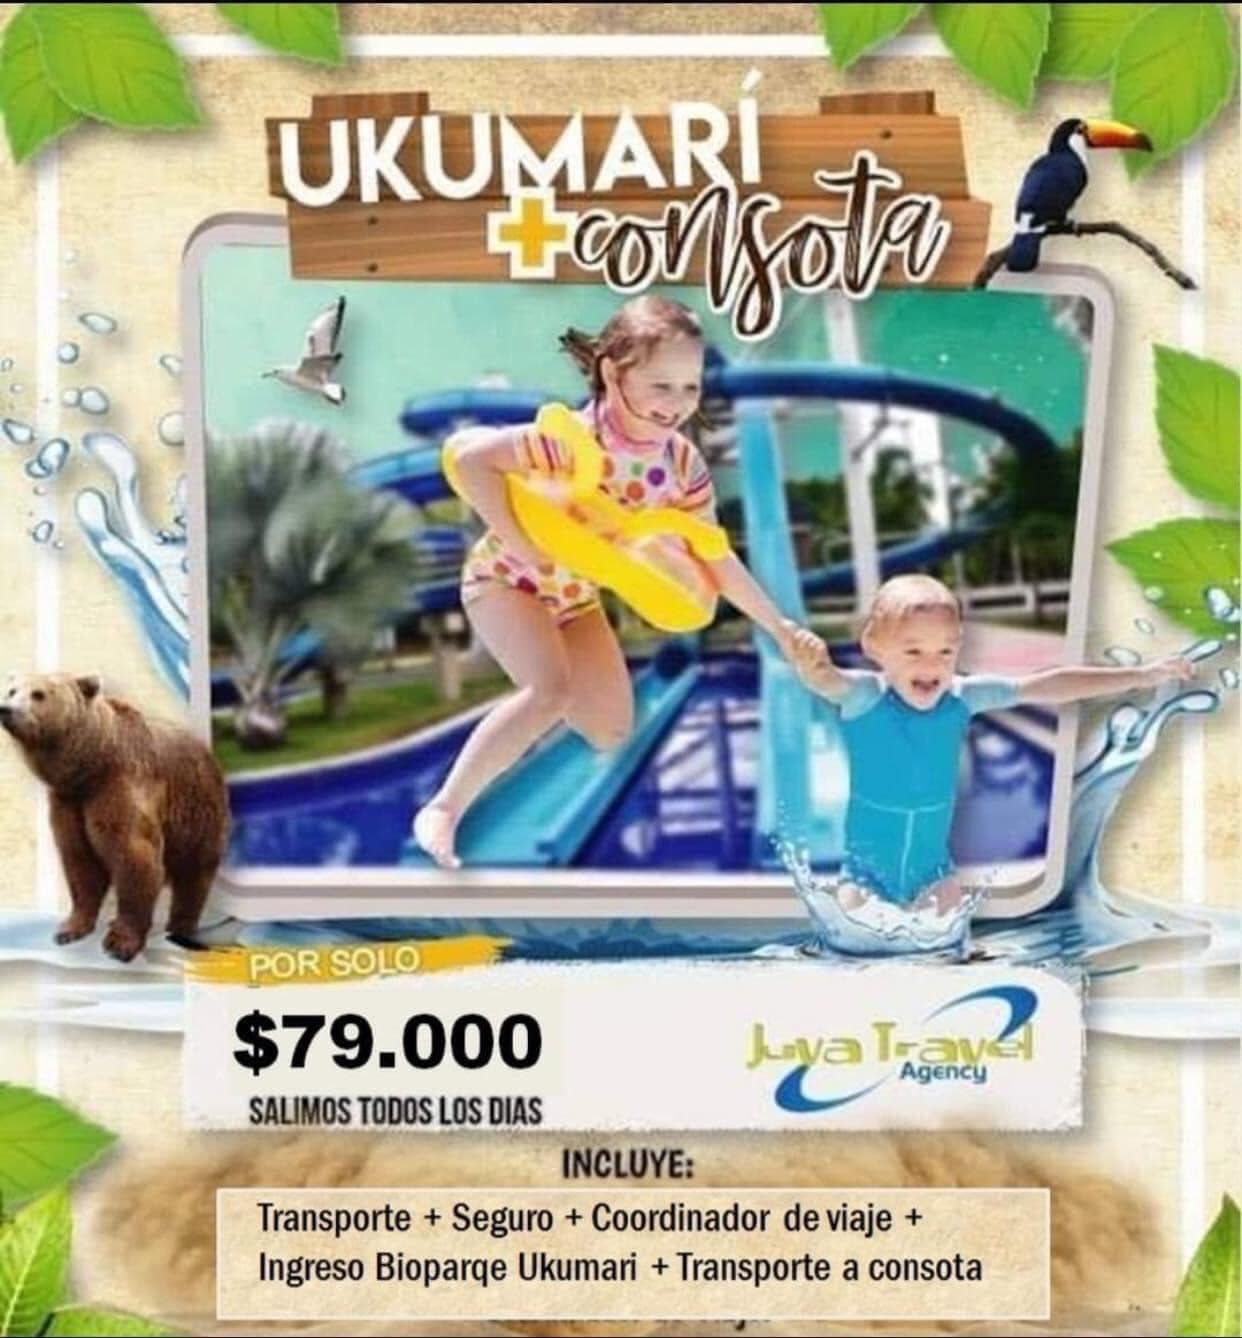 UKUMARÍ
+consota
POR SOLO
$79.000
SALIMOS TODOS LOS DIAS
Juya Travel
Agency
INCLUYE:
Transporte + Seguro + Coordinador de viaje +
Ingreso Bioparqe Ukumari + Transporte a consota